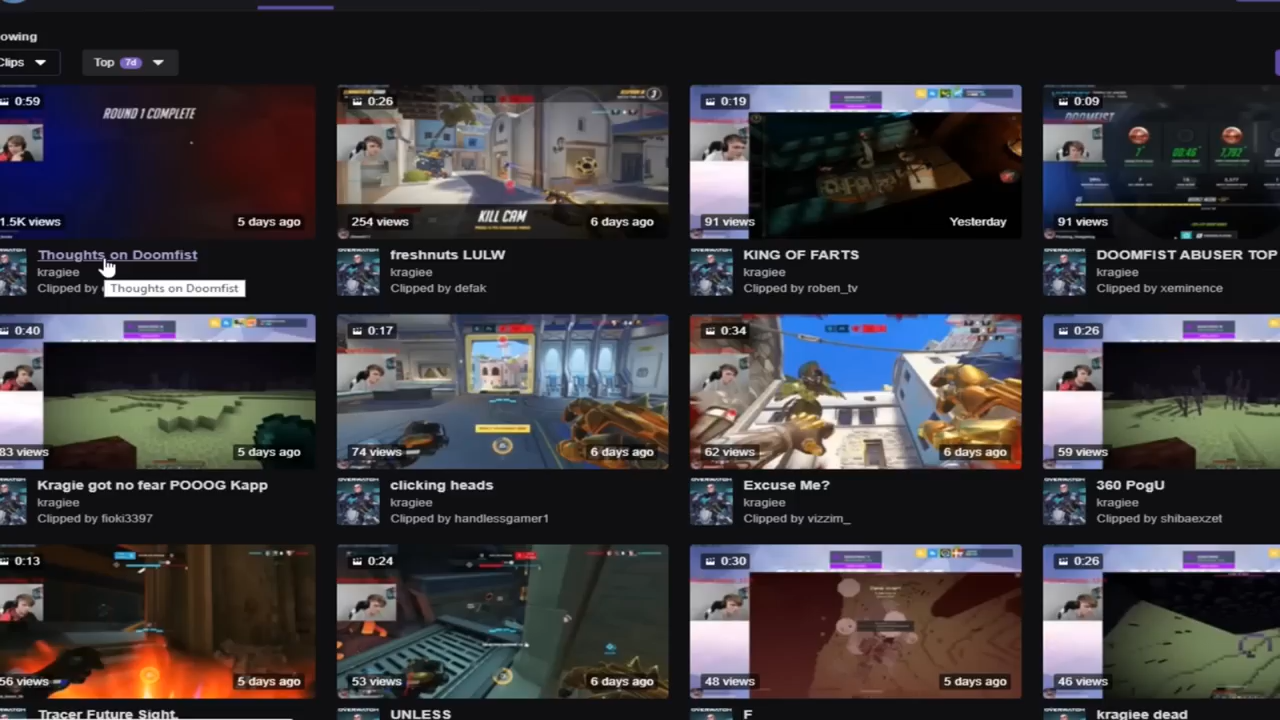 owing
Clips
Top 7d
0:59
ROUND 1 COMPLETE
1.5K views
5 days ago
Thoughts on Doomfist
kragiee
Clipped by
Thoughts on Doomfist
0:26
KILL CAM
254 views
6 days ago
freshnuts LULW
kragiee
Clipped by defak
0:19
91 views
Yesterday
KING OF FARTS
kragiee
Clipped by roben_tv
0:09
DOOMFIST
91 views
DOOMFIST ABUSER TOP
kragiee
Clipped by xeminence
0:40
83 views
5 days ago
Kragie got no fear POOOG Kapp
kragiee
Clipped by fioki3397
0:17
74 views
6 days ago
clicking heads
kragiee
Clipped by handlessgamer1
0:34
62 views
6 days ago
Excuse Me?
kragiee
Clipped by vizzim_
0:26
59 views
360 PogU
kragiee
Clipped by shibaexzet
0:13
56 views
5 days ago
Tracer Future Sight.
0:24
53 views
6 days ago
UNLESS
0:30
48 views
5 days ago
F
0:26
46 views
kragiee dead